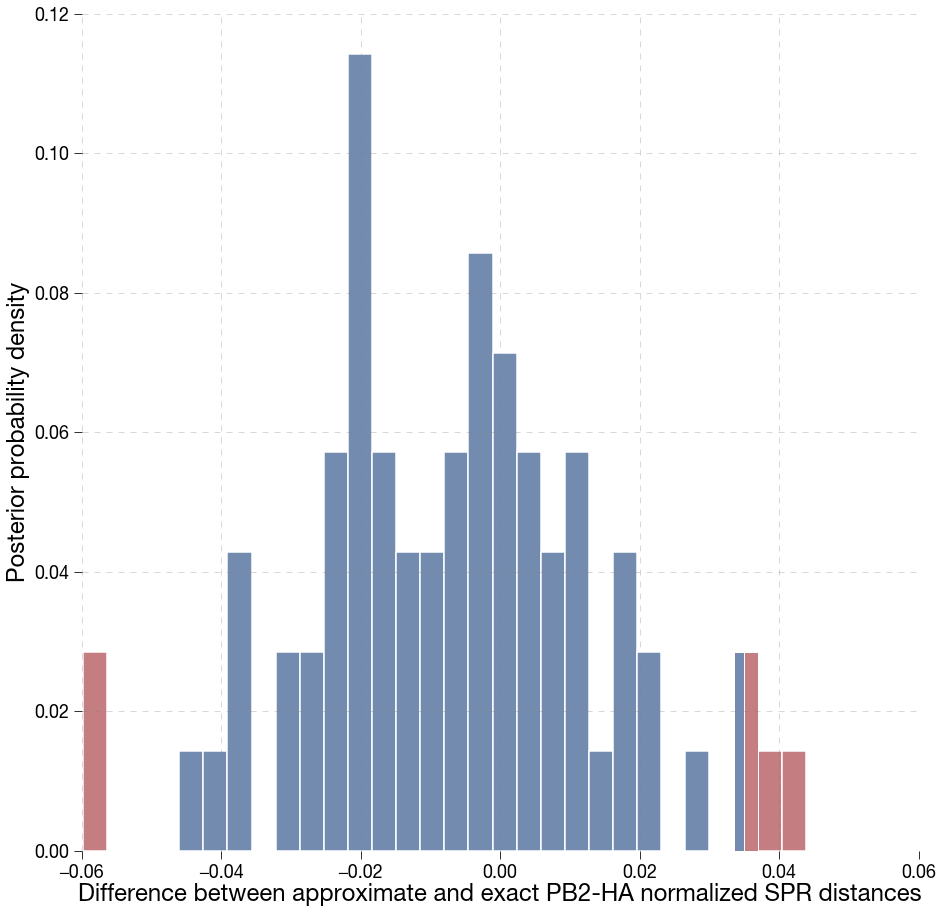 Posterior probability density
0.12
0.10
0.08
0.06
0.04
0.02
0.00
−0.06 −0.04 −0.02 0.00 0.02 0.04 0.06
Difference between approximate and exact PB2-HA normalized SPR distances